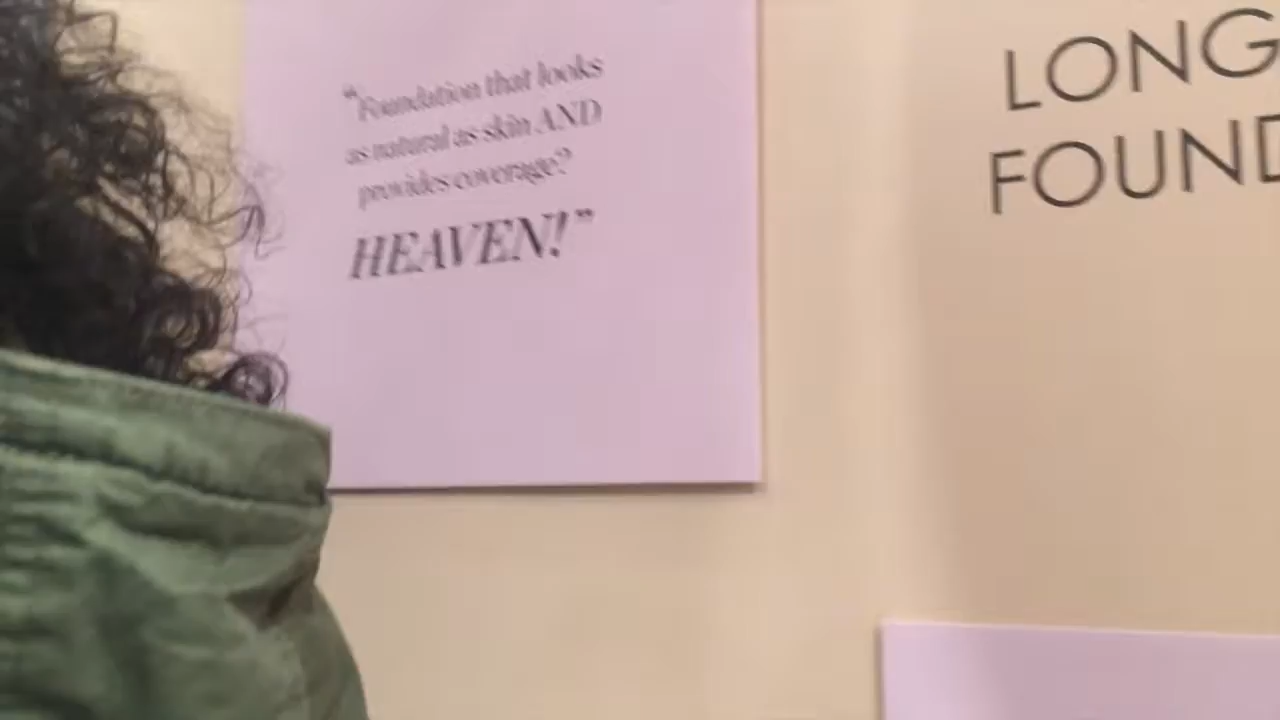 “Foundation that looks
as natural as skin AND
provides coverage?
HEAVEN!”
LONG
FOUND